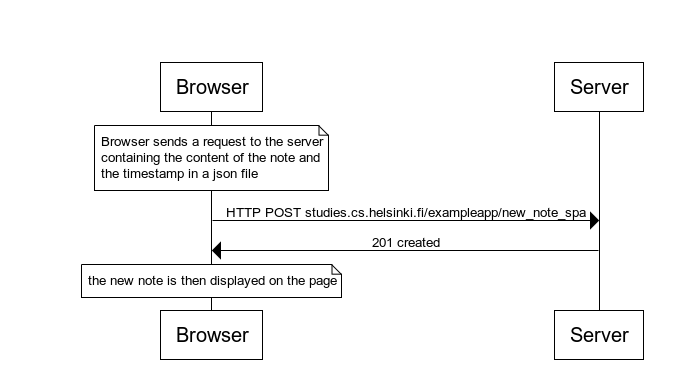 Browser
Server
Browser sends a request to the server
containing the content of the note and
the timestamp in a json file
HTTP POST studies.cs.helsinki.fi/exampleapp/new_note_spa
201 created
the new note is then displayed on the page
Browser
Server